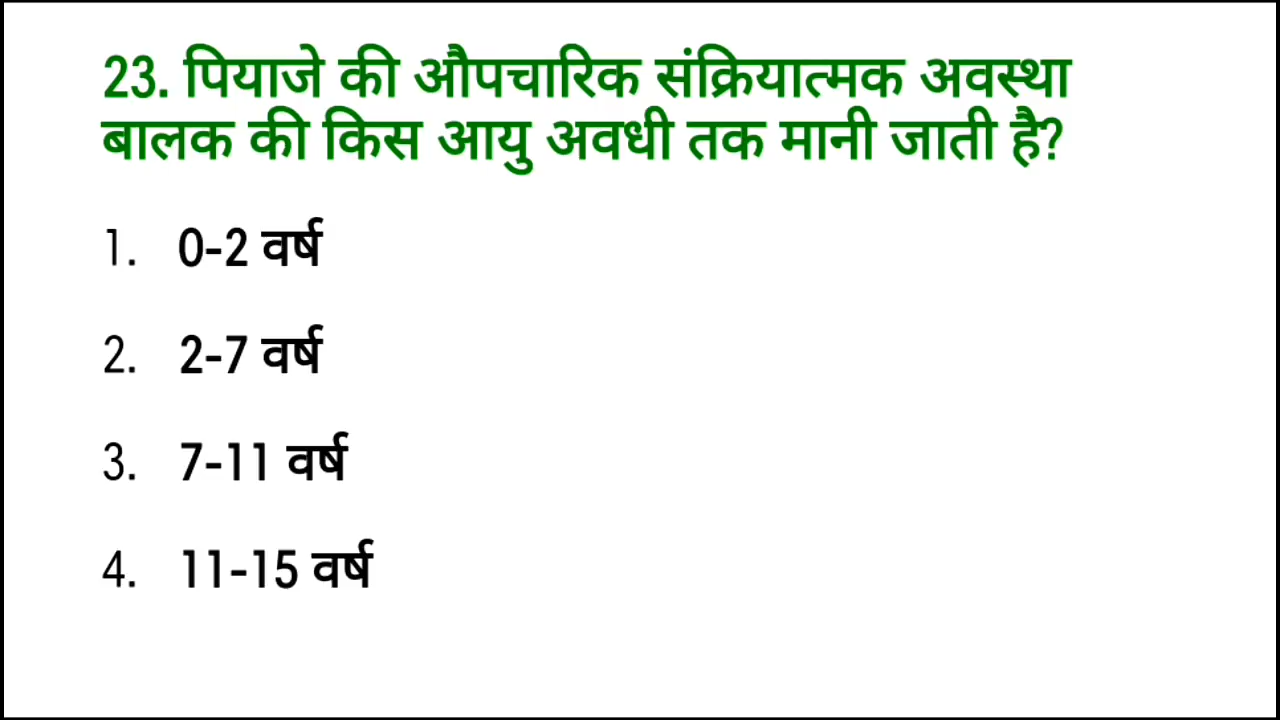 23. पियाजे की औपचारिक संक्रियात्मक अवस्था
बालक की किस आयु अवधी तक मानी जाती है?
1. 0-2 वर्ष
2. 2-7 वर्ष
3. 7-11 वर्ष
4. 11-15 वर्ष